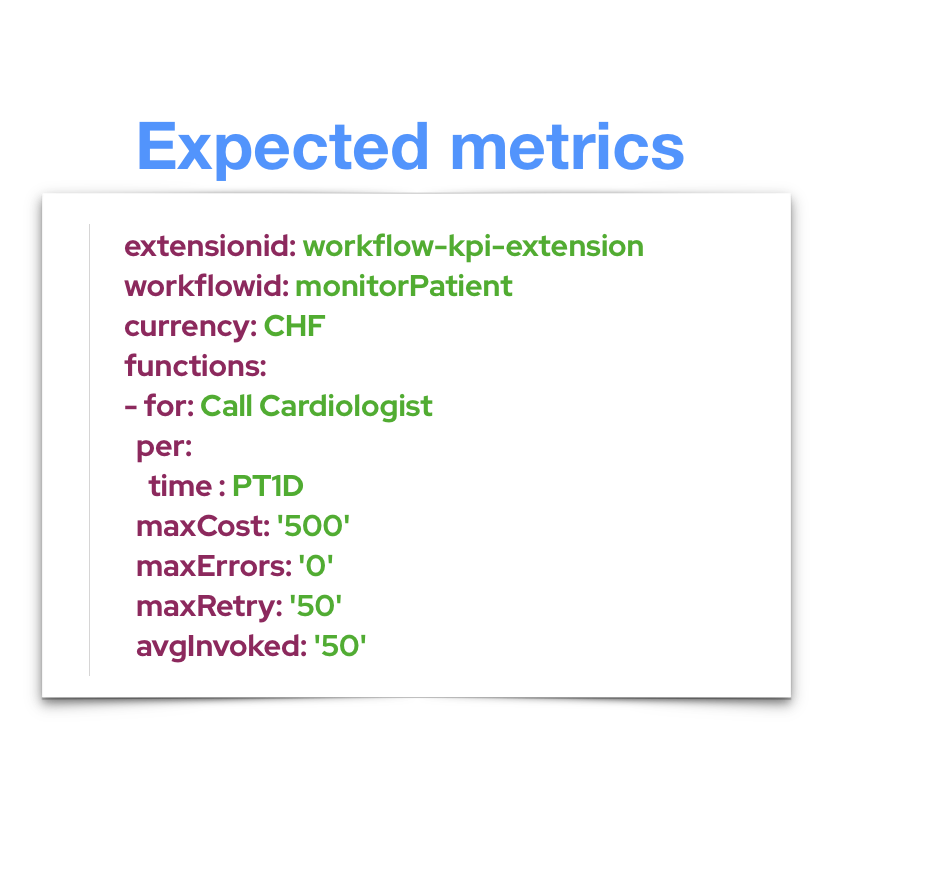 Expected metrics
extensionid: workflow-kpi-extension
workflowid: monitorPatient
currency: CHF
functions:
- for: Call Cardiologist
per:
time : PT1D
maxCost: '500'
maxErrors: '0'
maxRetry: '50'
avgInvoked: '50'